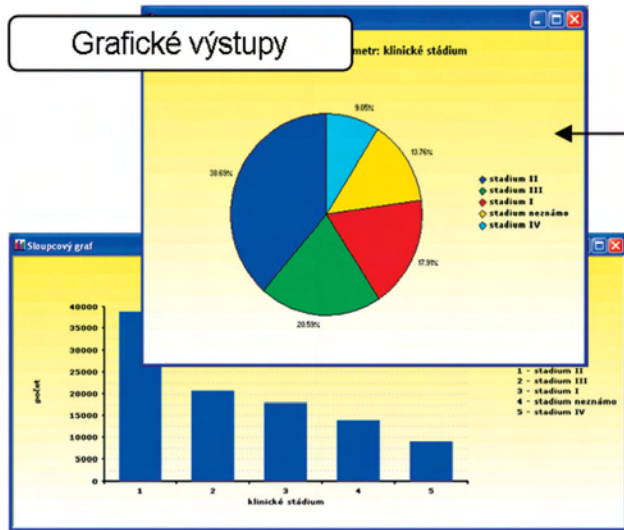 Grafické výstupy
metr: klinické stádium
9.05%
13.76%
38.69%
17.91%
20.59%
stadium II
stadium III
stadium I
stadium neznámo
stadium IV
Sloupcový graf
40000
35000
30000
25000
20000
15000
10000
5000
0
počet
1 2 3 4 5
klinické stádium
1 - stadium II
2 - stadium III
3 - stadium I
4 - stadium neznámo
5 - stadium IV